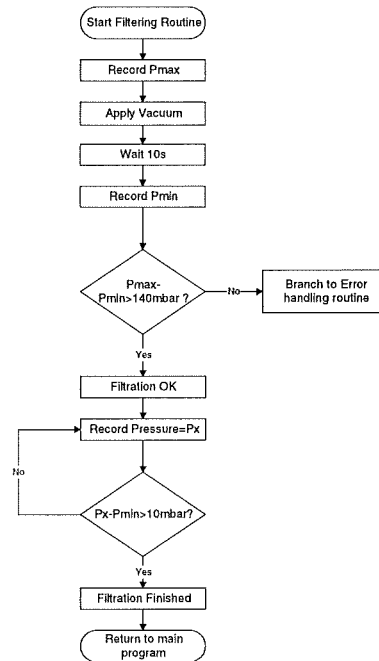 Start Filtering Routine
Record Pmax
Apply Vacuum
Wait 10s
Record Pmin
Pmax-
Pmin>140mbar ?
No
Branch to Error
handling routine
Yes
Filtration OK
Record Pressure=Px
No
Px-Pmin>10mbar?
Yes
Filtration Finished
Return to main
program